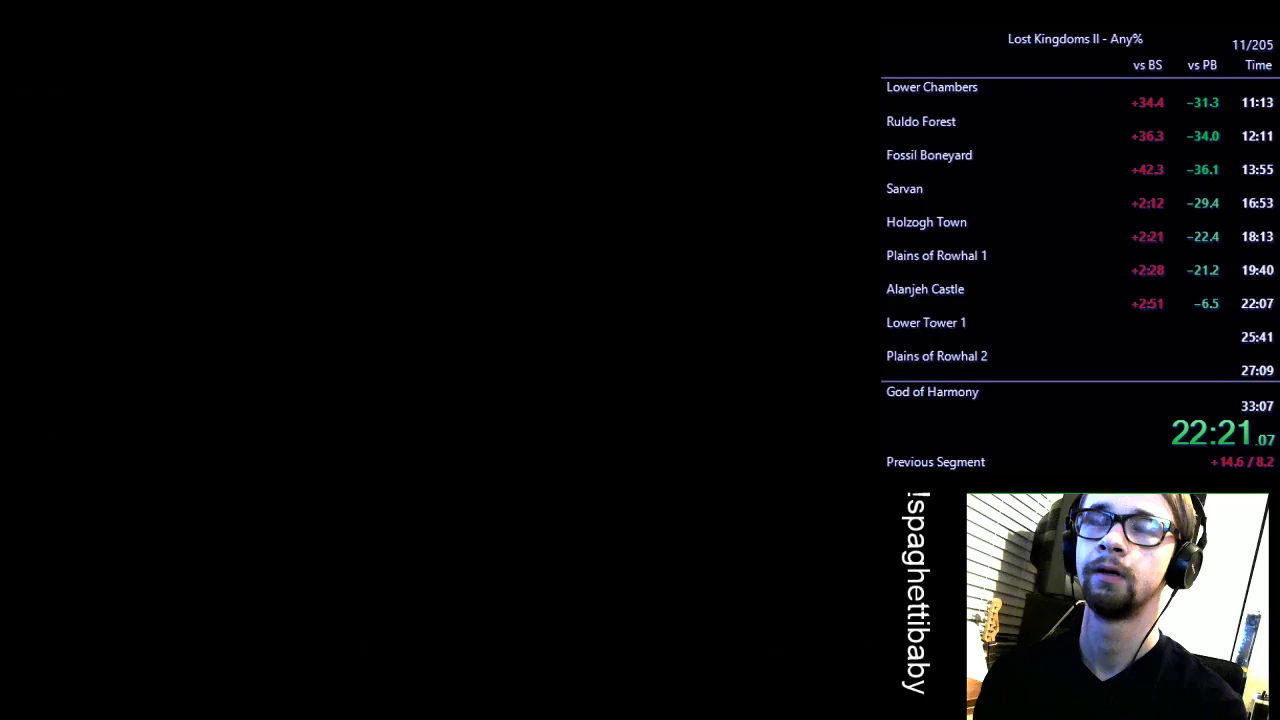 Lost Kingdoms II - Any%
11/205
vs BS vs PB Time
Lower Chambers
+34.4 −31.3 11:13
Ruldo Forest
+36.3 −34.0 12:11
Fossil Boneyard
+42.3 −36.1 13:55
Sarvan
+2:12 −29.4 16:53
Holzogh Town
+2:21 −22.4 18:13
Plains of Rowhal 1
+2:28 −21.2 19:40
Alanjeh Castle
+2:51 −6.5 22:07
Lower Tower 1
25:41
Plains of Rowhal 2
27:09
God of Harmony
33:07
22:21.07
Previous Segment +14.6 / 8.2
!spaghettibaby